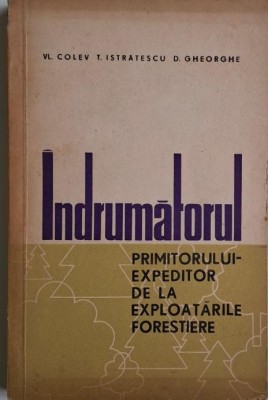 VL. COLEV T. ISTRATESCU D. GHEORGHE
Îndrumătorul
PRIMITORULUI-
EXPEDITOR
DE LA
EXPLOATĂRILE
FORESTIERE